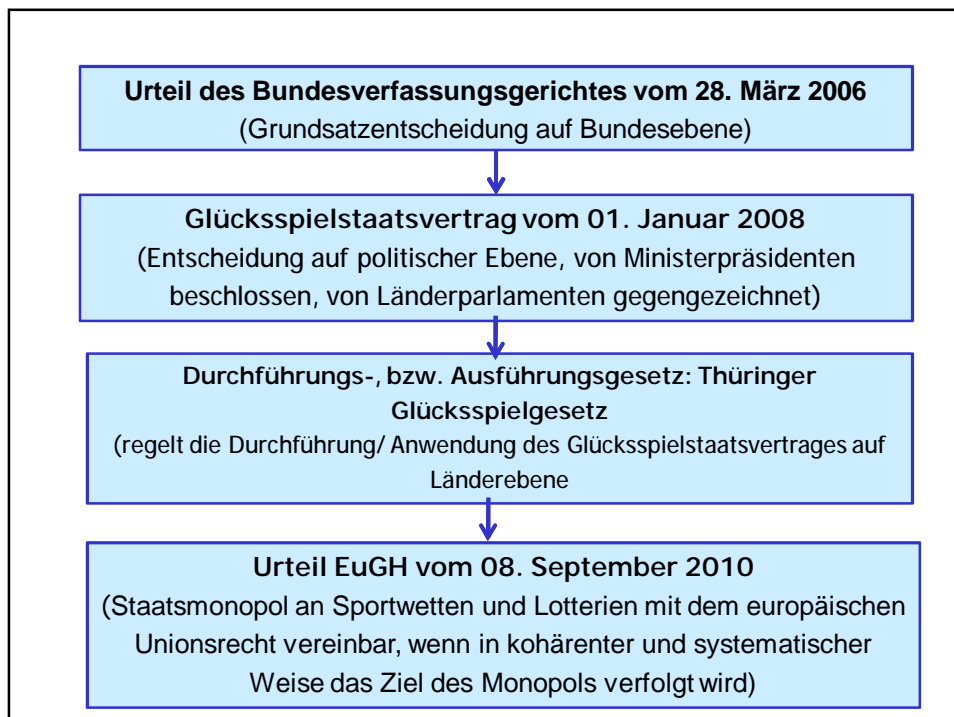 Urteil des Bundesverfassungsgerichtes vom 28. März 2006
(Grundsatzentscheidung auf Bundesebene)
Glücksspielstaatsvertrag vom 01. Januar 2008
(Entscheidung auf politischer Ebene, von Ministerpräsidenten
beschlossen, von Länderparlamenten gegengezeichnet)
Durchführungs-, bzw. Ausführungsgesetz: Thüringer
Glücksspielgesetz
(regelt die Durchführung/ Anwendung des Glücksspielstaatsvertrages auf
Länderebene
Urteil EuGH vom 08. September 2010
(Staatsmonopol an Sportwetten und Lotterien mit dem europäischen
Unionsrecht vereinbar, wenn in kohärenter und systematischer
Weise das Ziel des Monopols verfolgt wird)